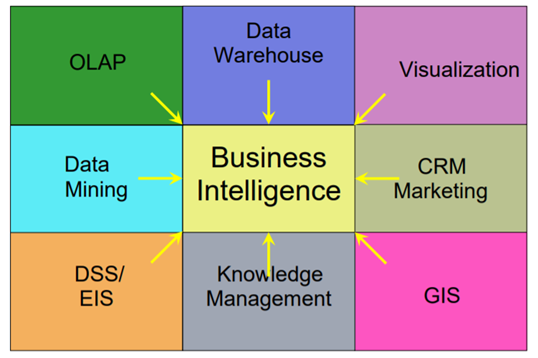 OLAP
Data
Warehouse
Visualization
Data
Mining
Business
Intelligence
CRM
Marketing
DSS/
EIS
Knowledge
Management
GIS